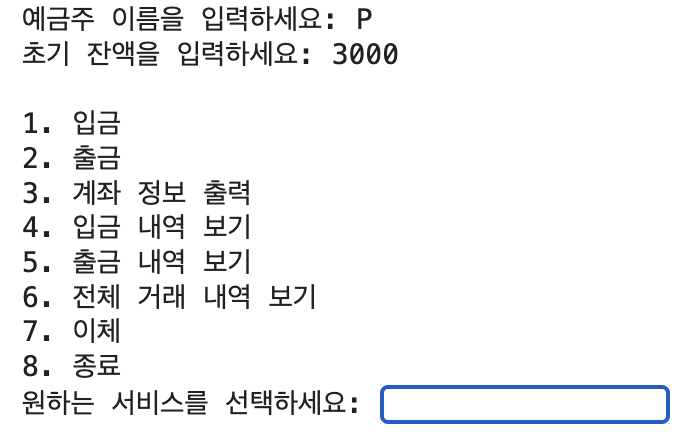 예금주 이름을 입력하세요: P
초기 잔액을 입력하세요: 3000
1. 입금
2. 출금
3. 계좌 정보 출력
4. 입금 내역 보기
5. 출금 내역 보기
6. 전체 거래 내역 보기
7. 이체
8. 종료
원하는 서비스를 선택하세요: